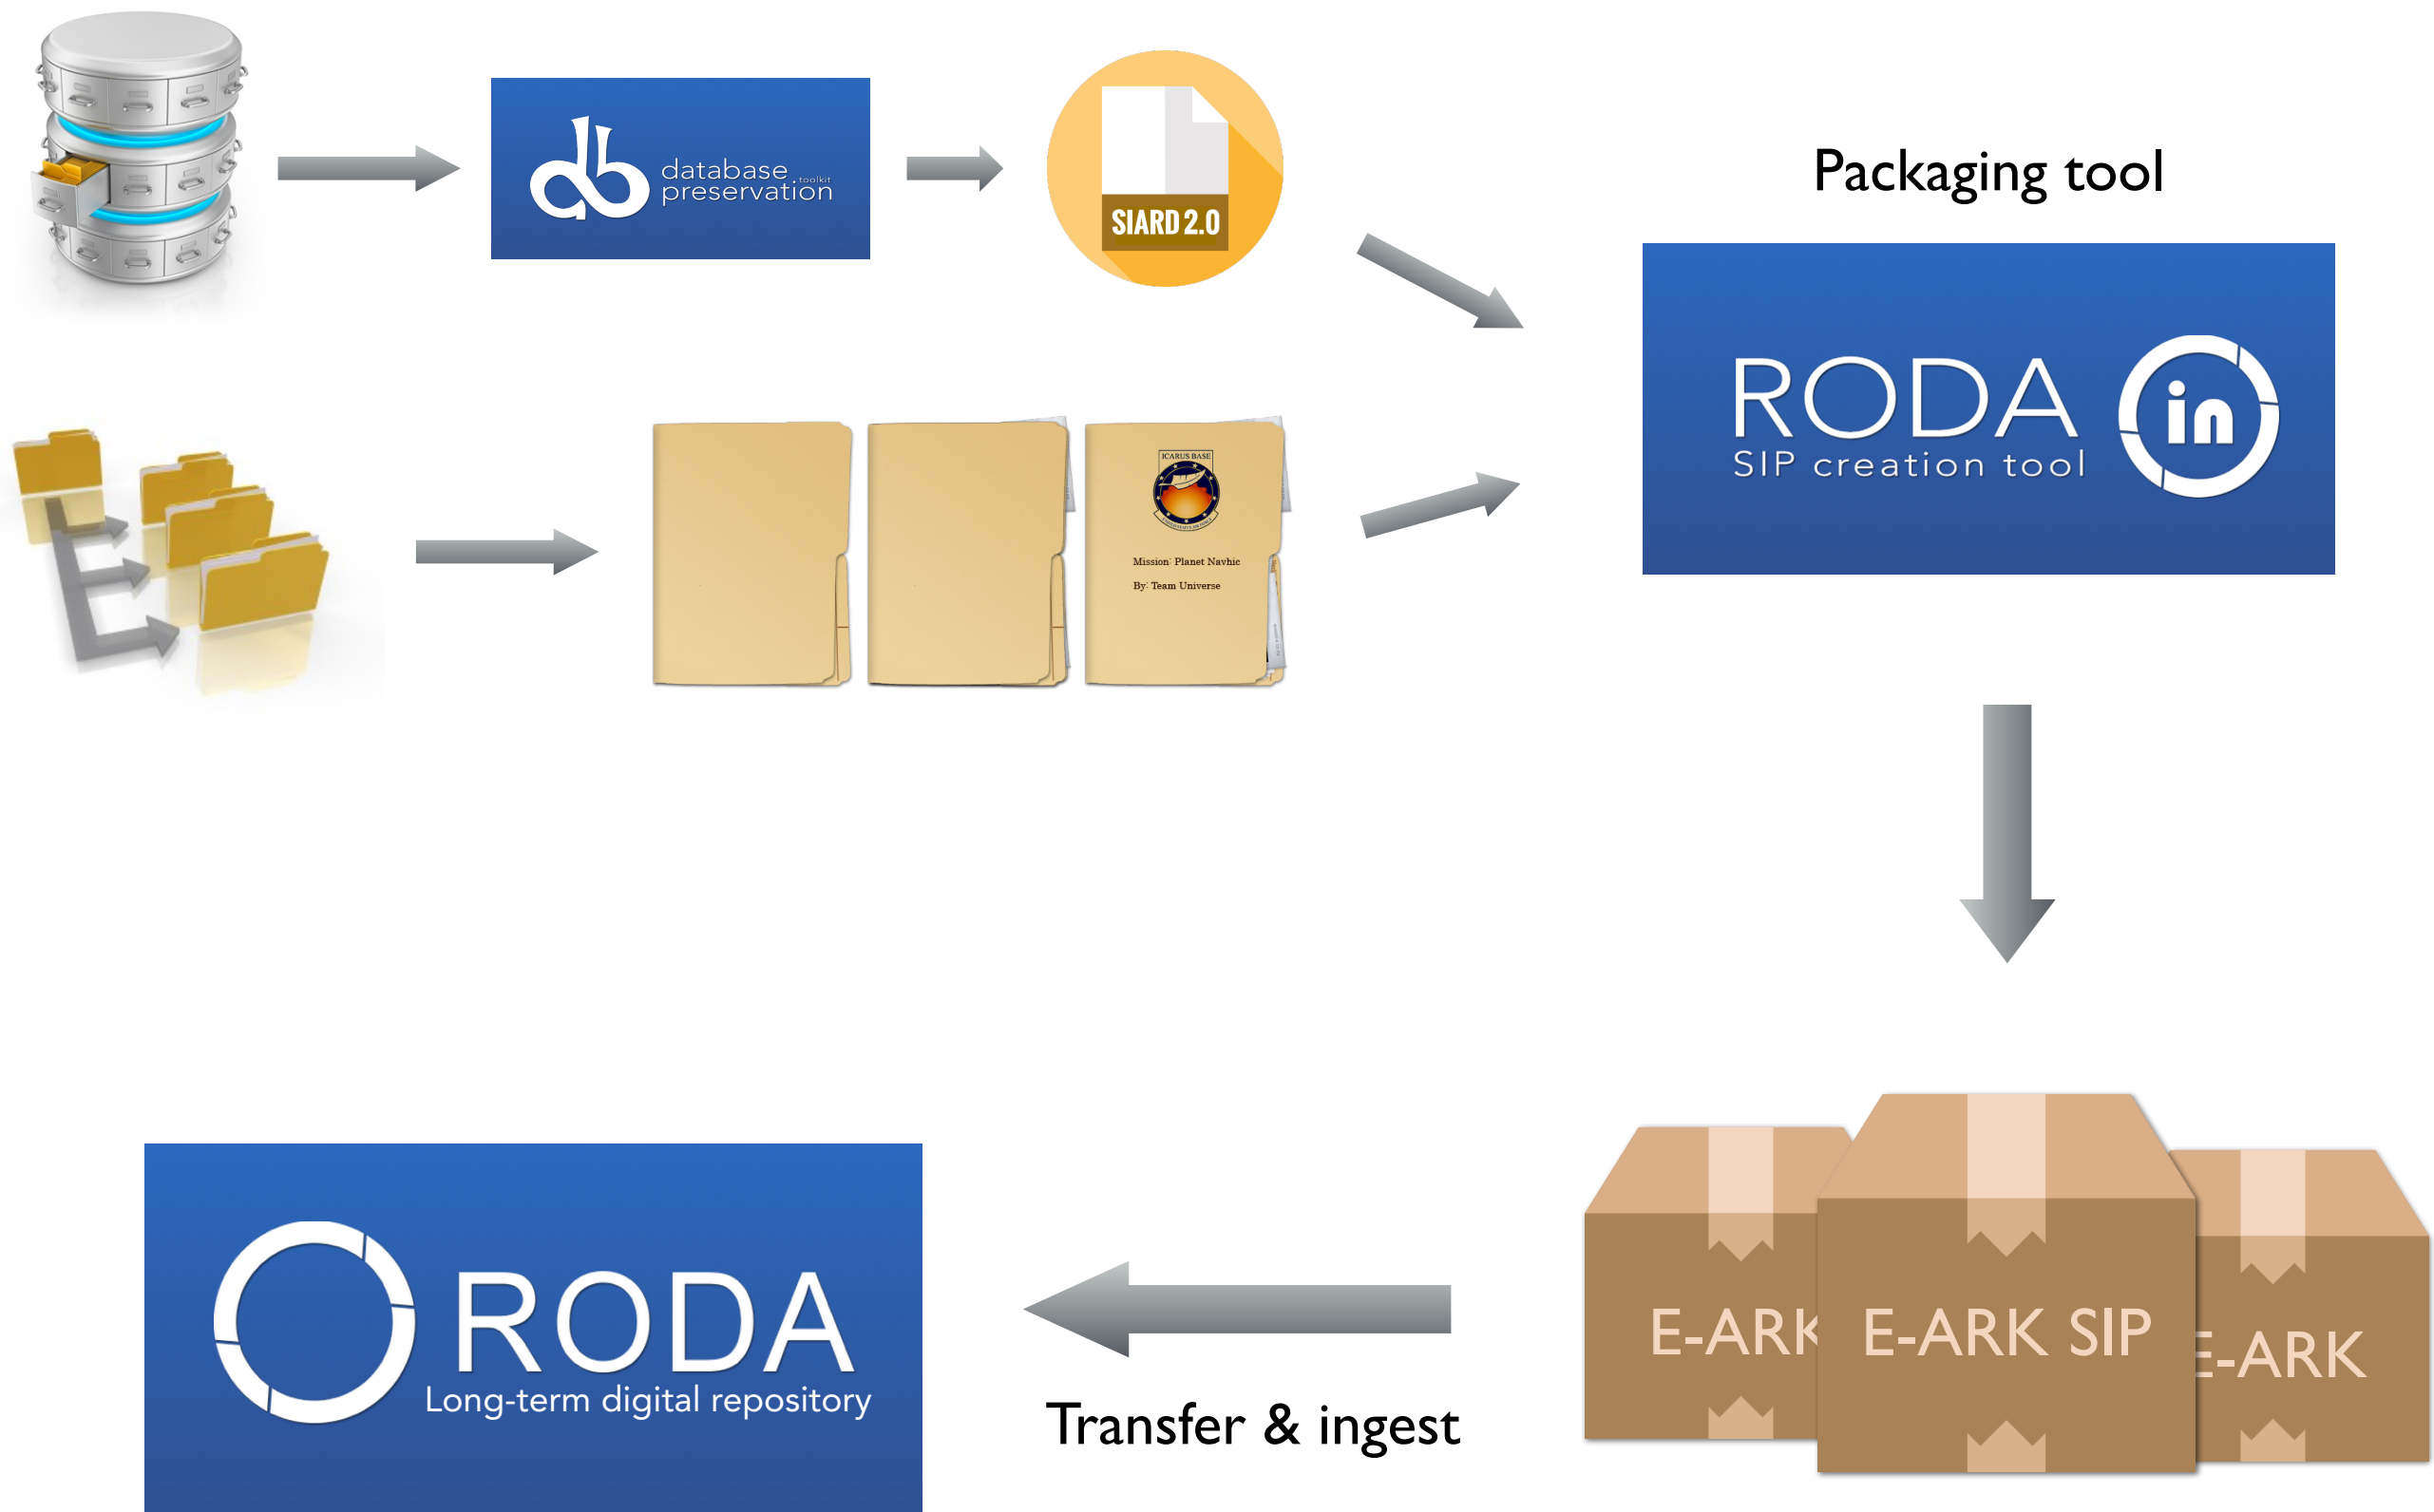 database
toolkit
preservation
SIARD 2.0
Packaging tool
RODA
in
SIP creation tool
ICARUS BASE
Mission: Planet Navhic
By: Team Universe
E-ARK
E-ARK SIP
E-ARK
RODA
Long-term digital repository
Transfer & ingest